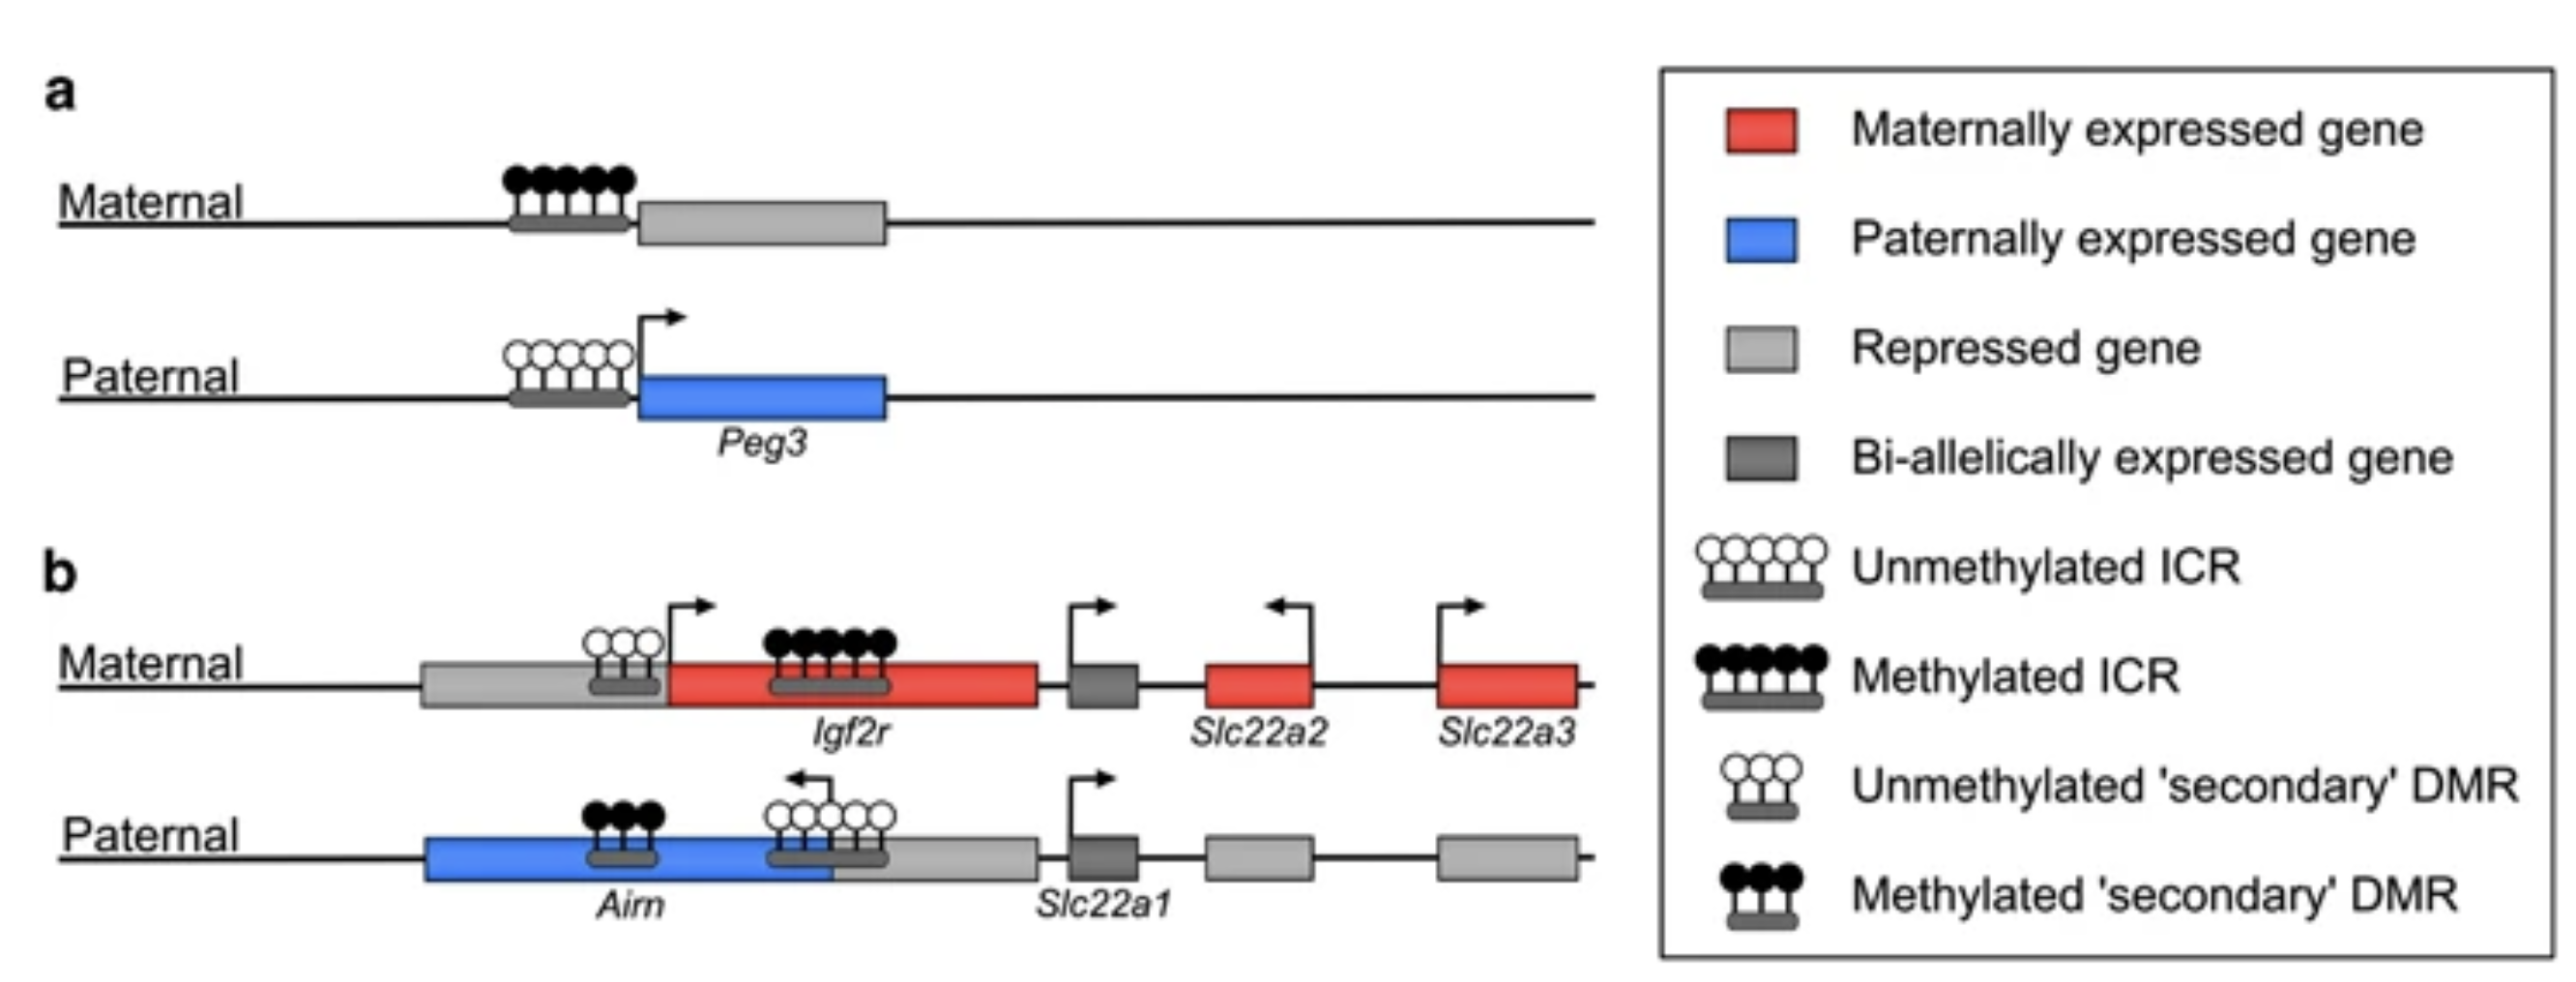 a
Maternal
Paternal
Peg3
b
Maternal
Igf2r
Slc22a2
Slc22a3
Paternal
Airn
Slc22a1
Maternally expressed gene
Paternally expressed gene
Repressed gene
Bi-allelically expressed gene
Unmethylated ICR
Methylated ICR
Unmethylated 'secondary' DMR
Methylated 'secondary' DMR